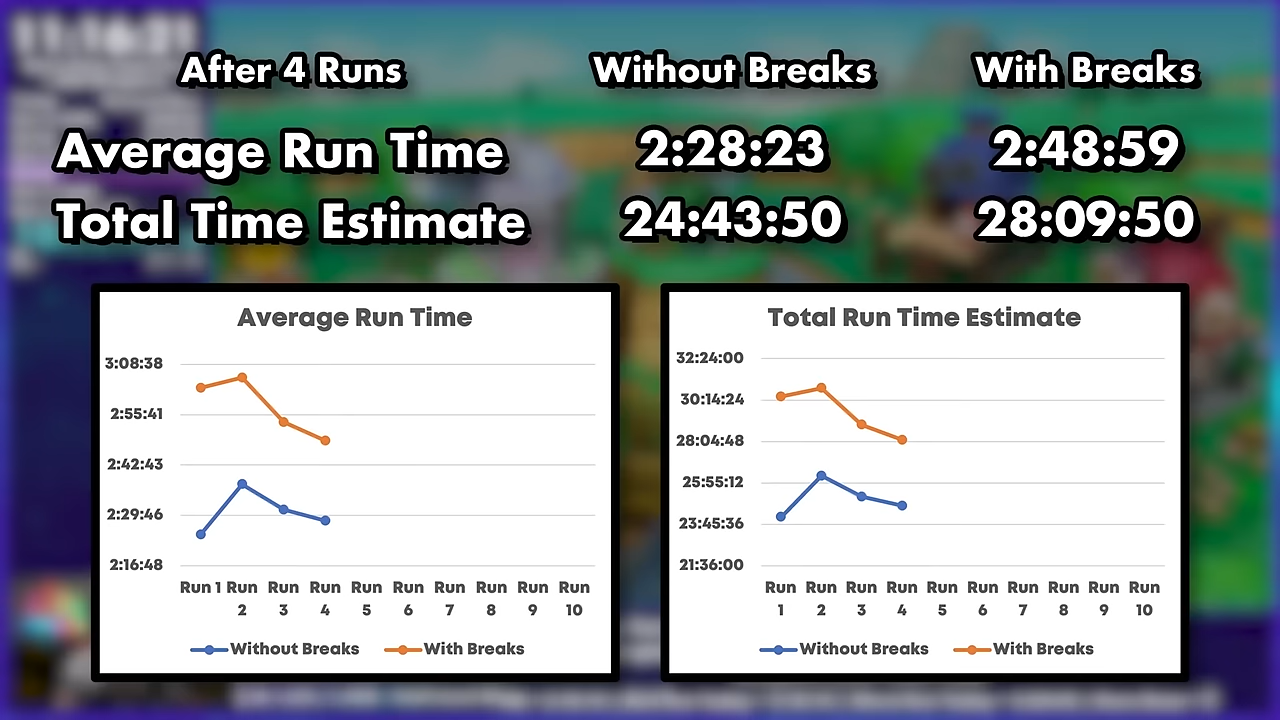 11:16:21
After 4 Runs Without Breaks With Breaks
Average Run Time 2:28:23 2:48:59
Total Time Estimate 24:43:50 28:09:50
Average Run Time
3:08:38
2:55:41
2:42:43
2:29:46
2:16:48
Run 1 Run 2 Run 3 Run 4 Run 5 Run 6 Run 7 Run 8 Run 9 Run 10
Without Breaks With Breaks
Total Run Time Estimate
32:24:00
30:14:24
28:04:48
25:55:12
23:45:36
21:36:00
Run 1 Run 2 Run 3 Run 4 Run 5 Run 6 Run 7 Run 8 Run 9 Run 10
Without Breaks With Breaks